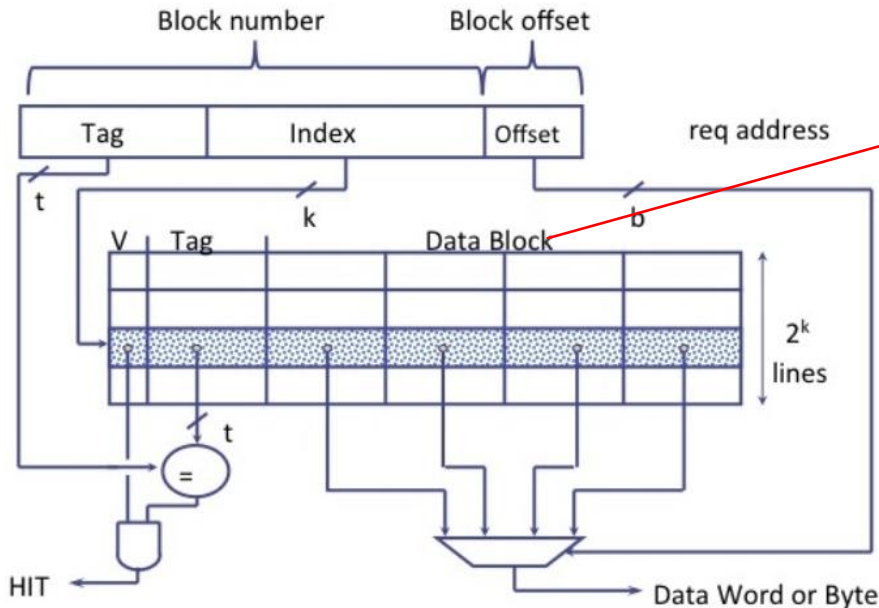 Block number Block offset
Tag Index Offset req address
t k b
V Tag Data Block
2ᵏ
lines
t
=
HIT
Data Word or Byte